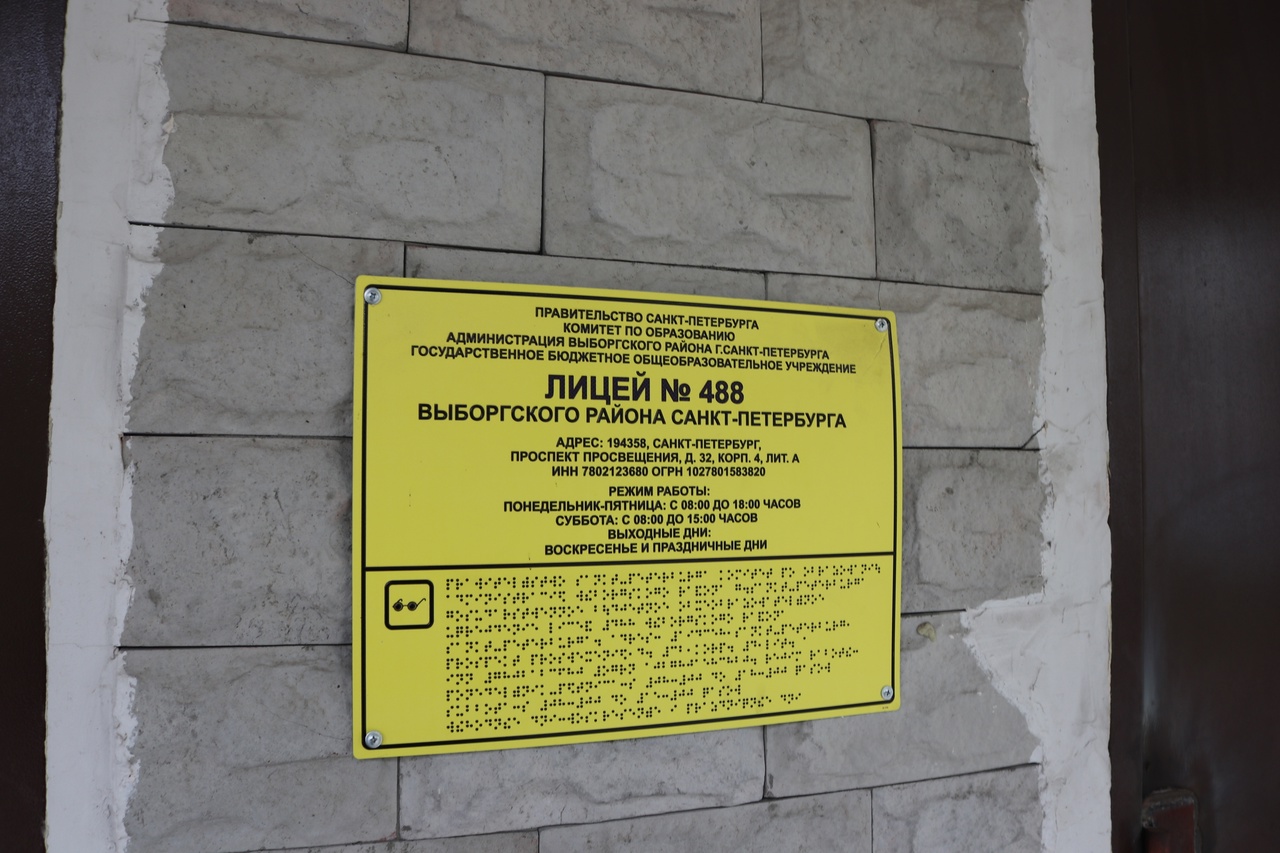 ПРАВИТЕЛЬСТВО САНКТ-ПЕТЕРБУРГА
КОМИТЕТ ПО ОБРАЗОВАНИЮ
АДМИНИСТРАЦИЯ ВЫБОРГСКОГО РАЙОНА Г.САНКТ-ПЕТЕРБУРГА
ГОСУДАРСТВЕННОЕ БЮДЖЕТНОЕ ОБЩЕОБРАЗОВАТЕЛЬНОЕ УЧРЕЖДЕНИЕ
ЛИЦЕЙ № 488
ВЫБОРГСКОГО РАЙОНА САНКТ-ПЕТЕРБУРГА
АДРЕС: 194358, САНКТ-ПЕТЕРБУРГ,
ПРОСПЕКТ ПРОСВЕЩЕНИЯ, Д. 32, КОРП. 4, ЛИТ. А
ИНН 7802123680 ОГРН 1027801583820
РЕЖИМ РАБОТЫ:
ПОНЕДЕЛЬНИК-ПЯТНИЦА: С 08:00 ДО 18:00 ЧАСОВ
СУББОТА: С 08:00 ДО 15:00 ЧАСОВ
ВЫХОДНЫЕ ДНИ:
ВОСКРЕСЕНЬЕ И ПРАЗДНИЧНЫЕ ДНИ